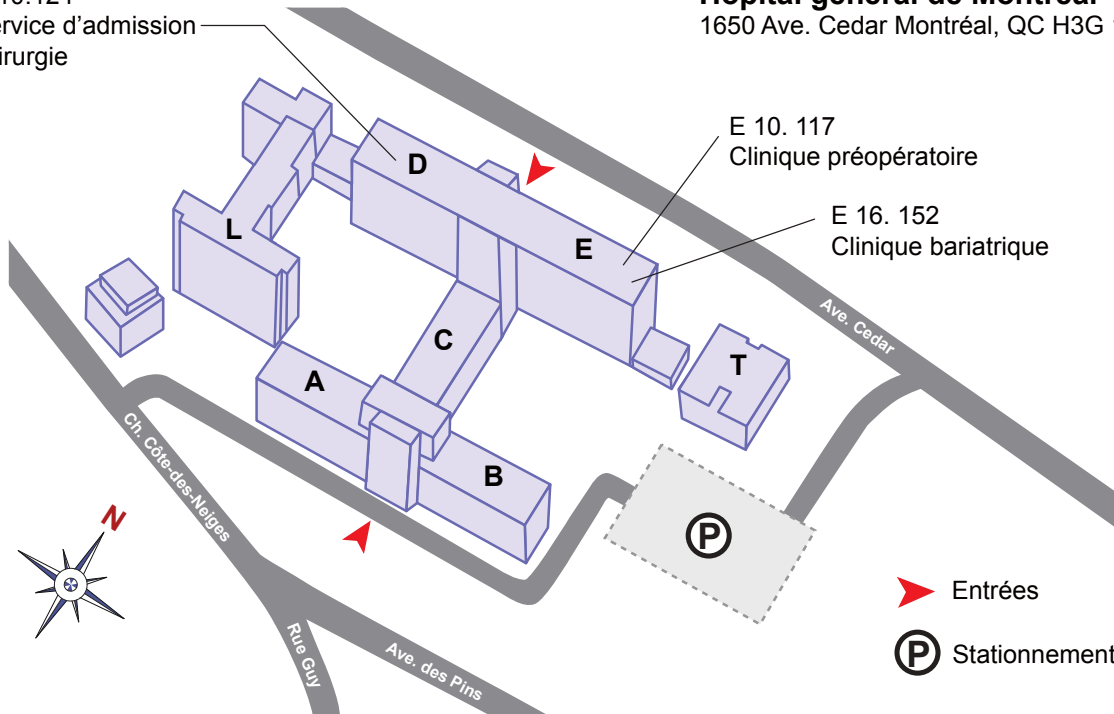 Hôpital général de Montréal
1650 Ave. Cedar Montréal, QC H3G
d’admission
E 10. 117
Clinique préopératoire
E 16. 152
Clinique bariatrique
D
E
L
C
A
B
T
Ave. Cedar
Ch. Côte-des-Neiges
N
P
Rue Guy
Ave. des Pins
Entrées
P
Stationnement